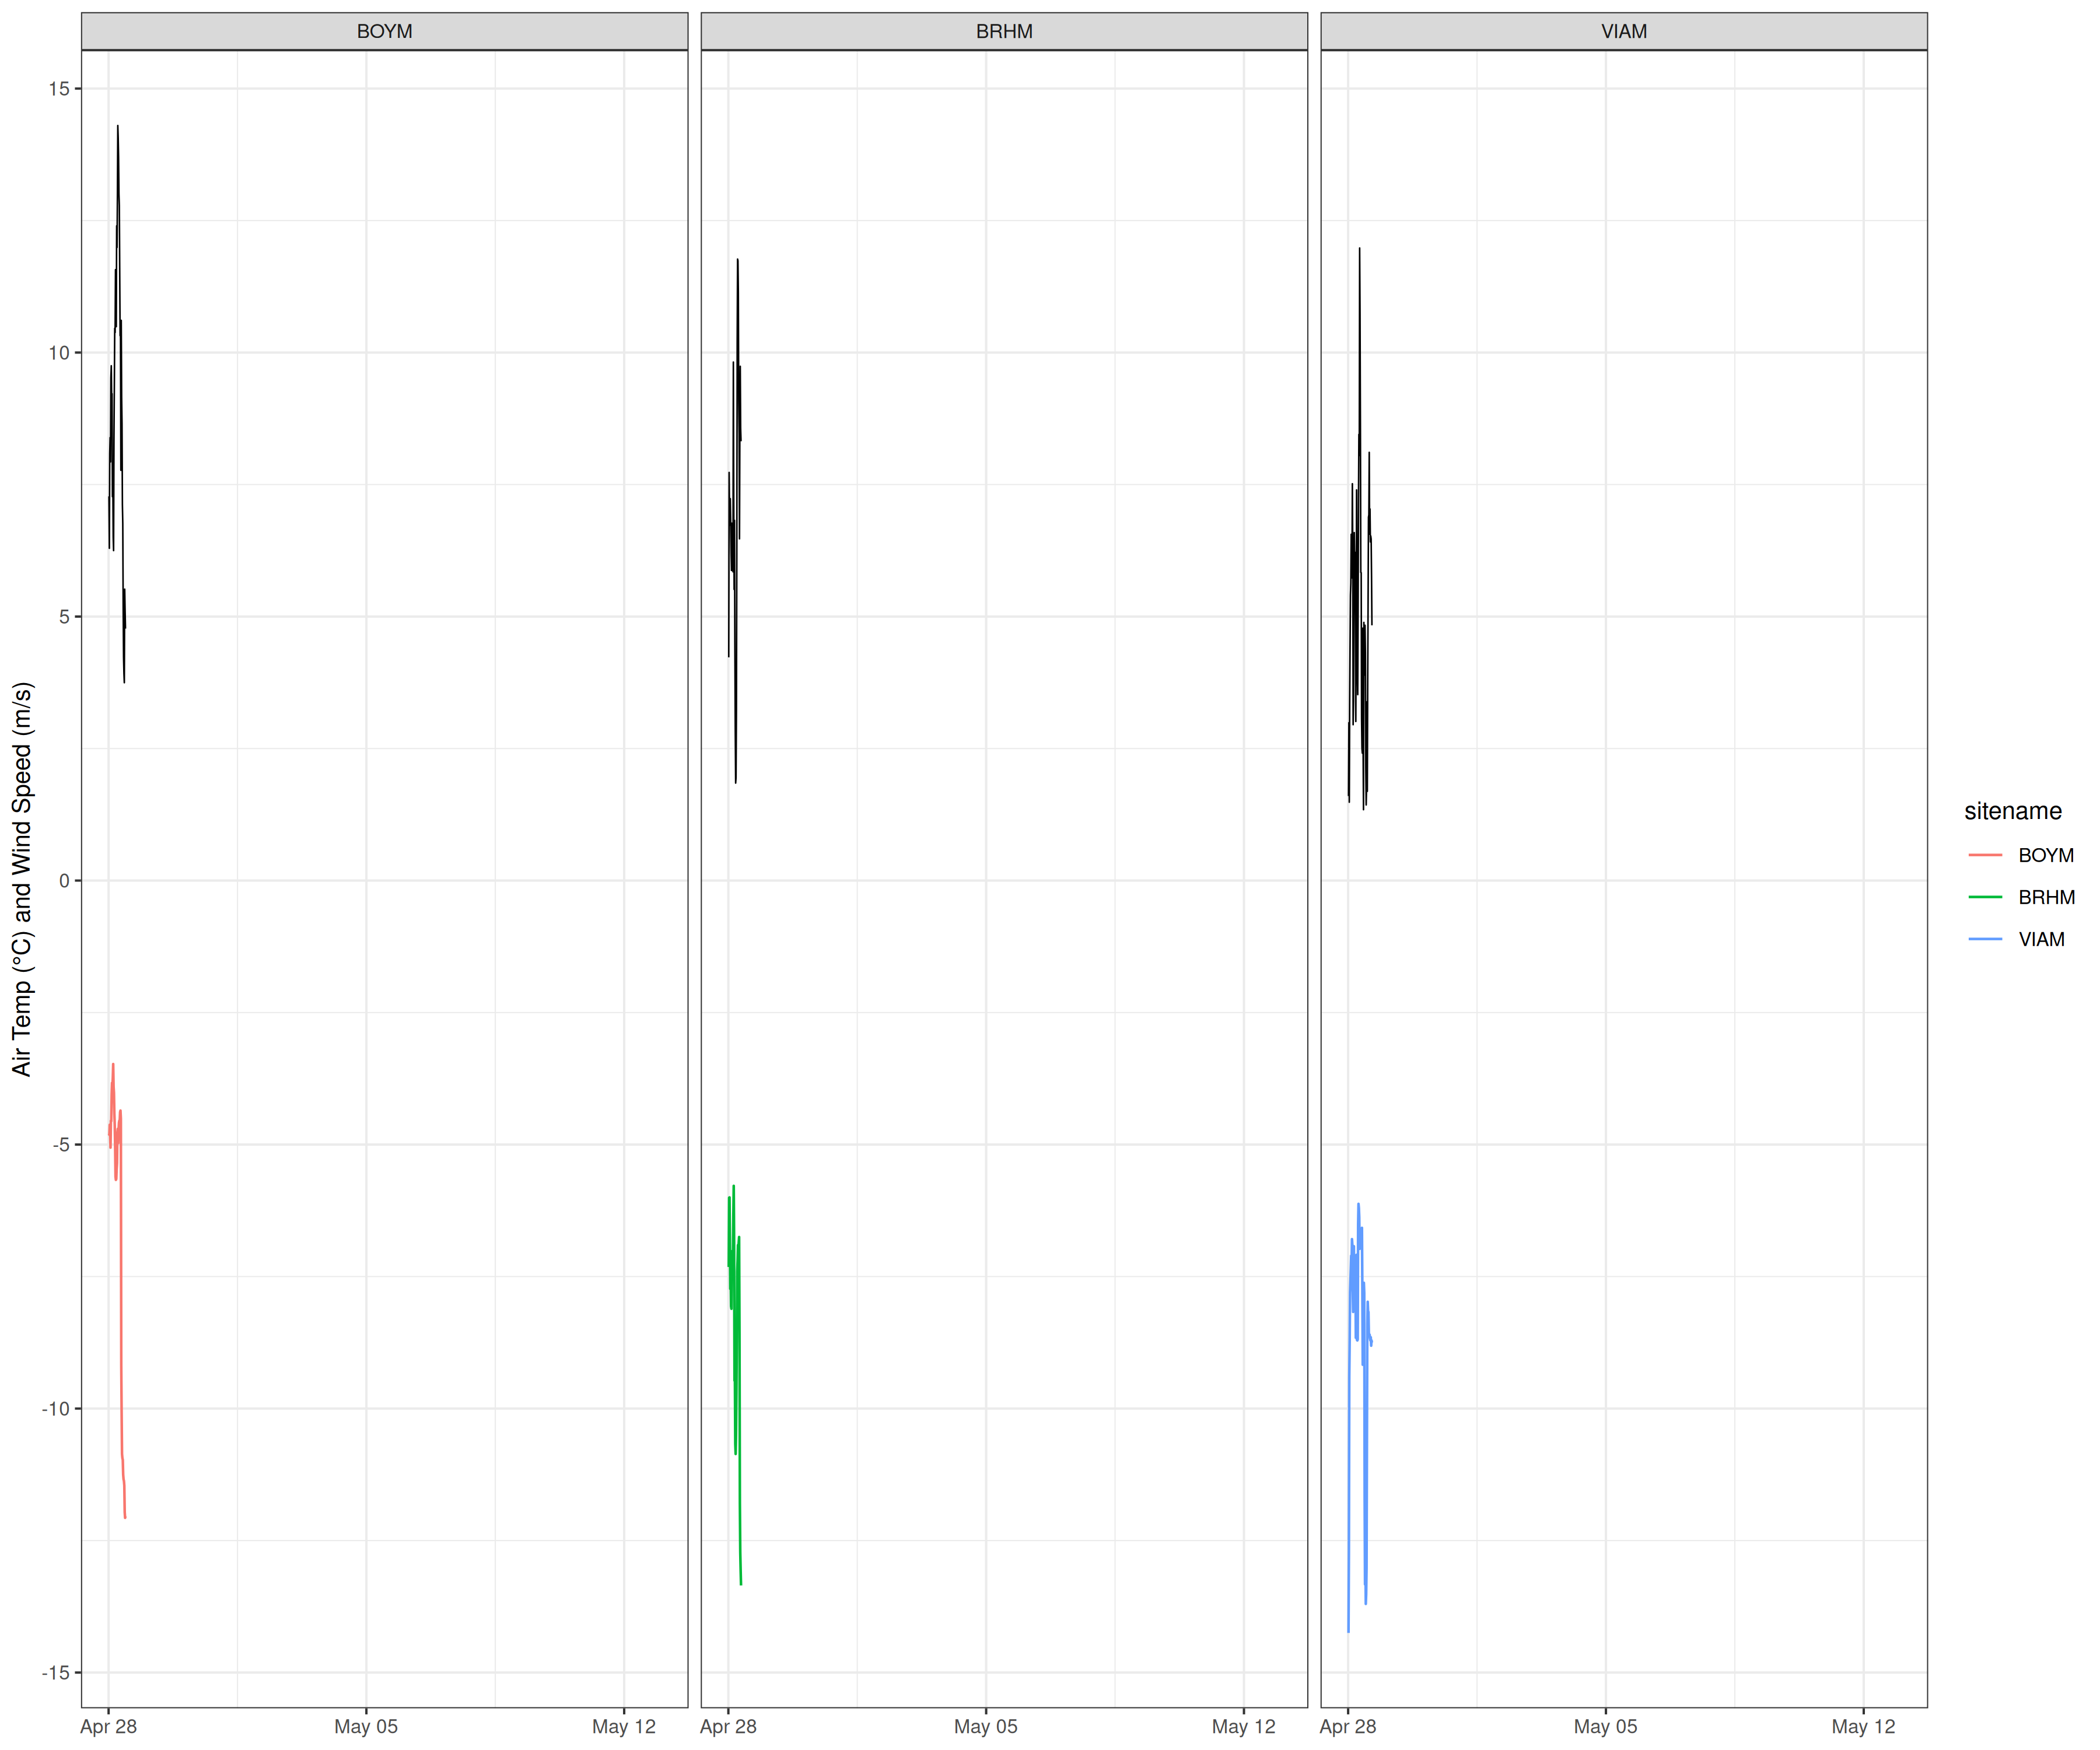 BOYM BRHM VIAM
15
10
5
0
-5
-10
-15
Air Temp (°C) and Wind Speed (m/s)
Apr 28 May 05 May 12 Apr 28 May 05 May 12 Apr 28 May 05 May 12
sitename
BOYM
BRHM
VIAM